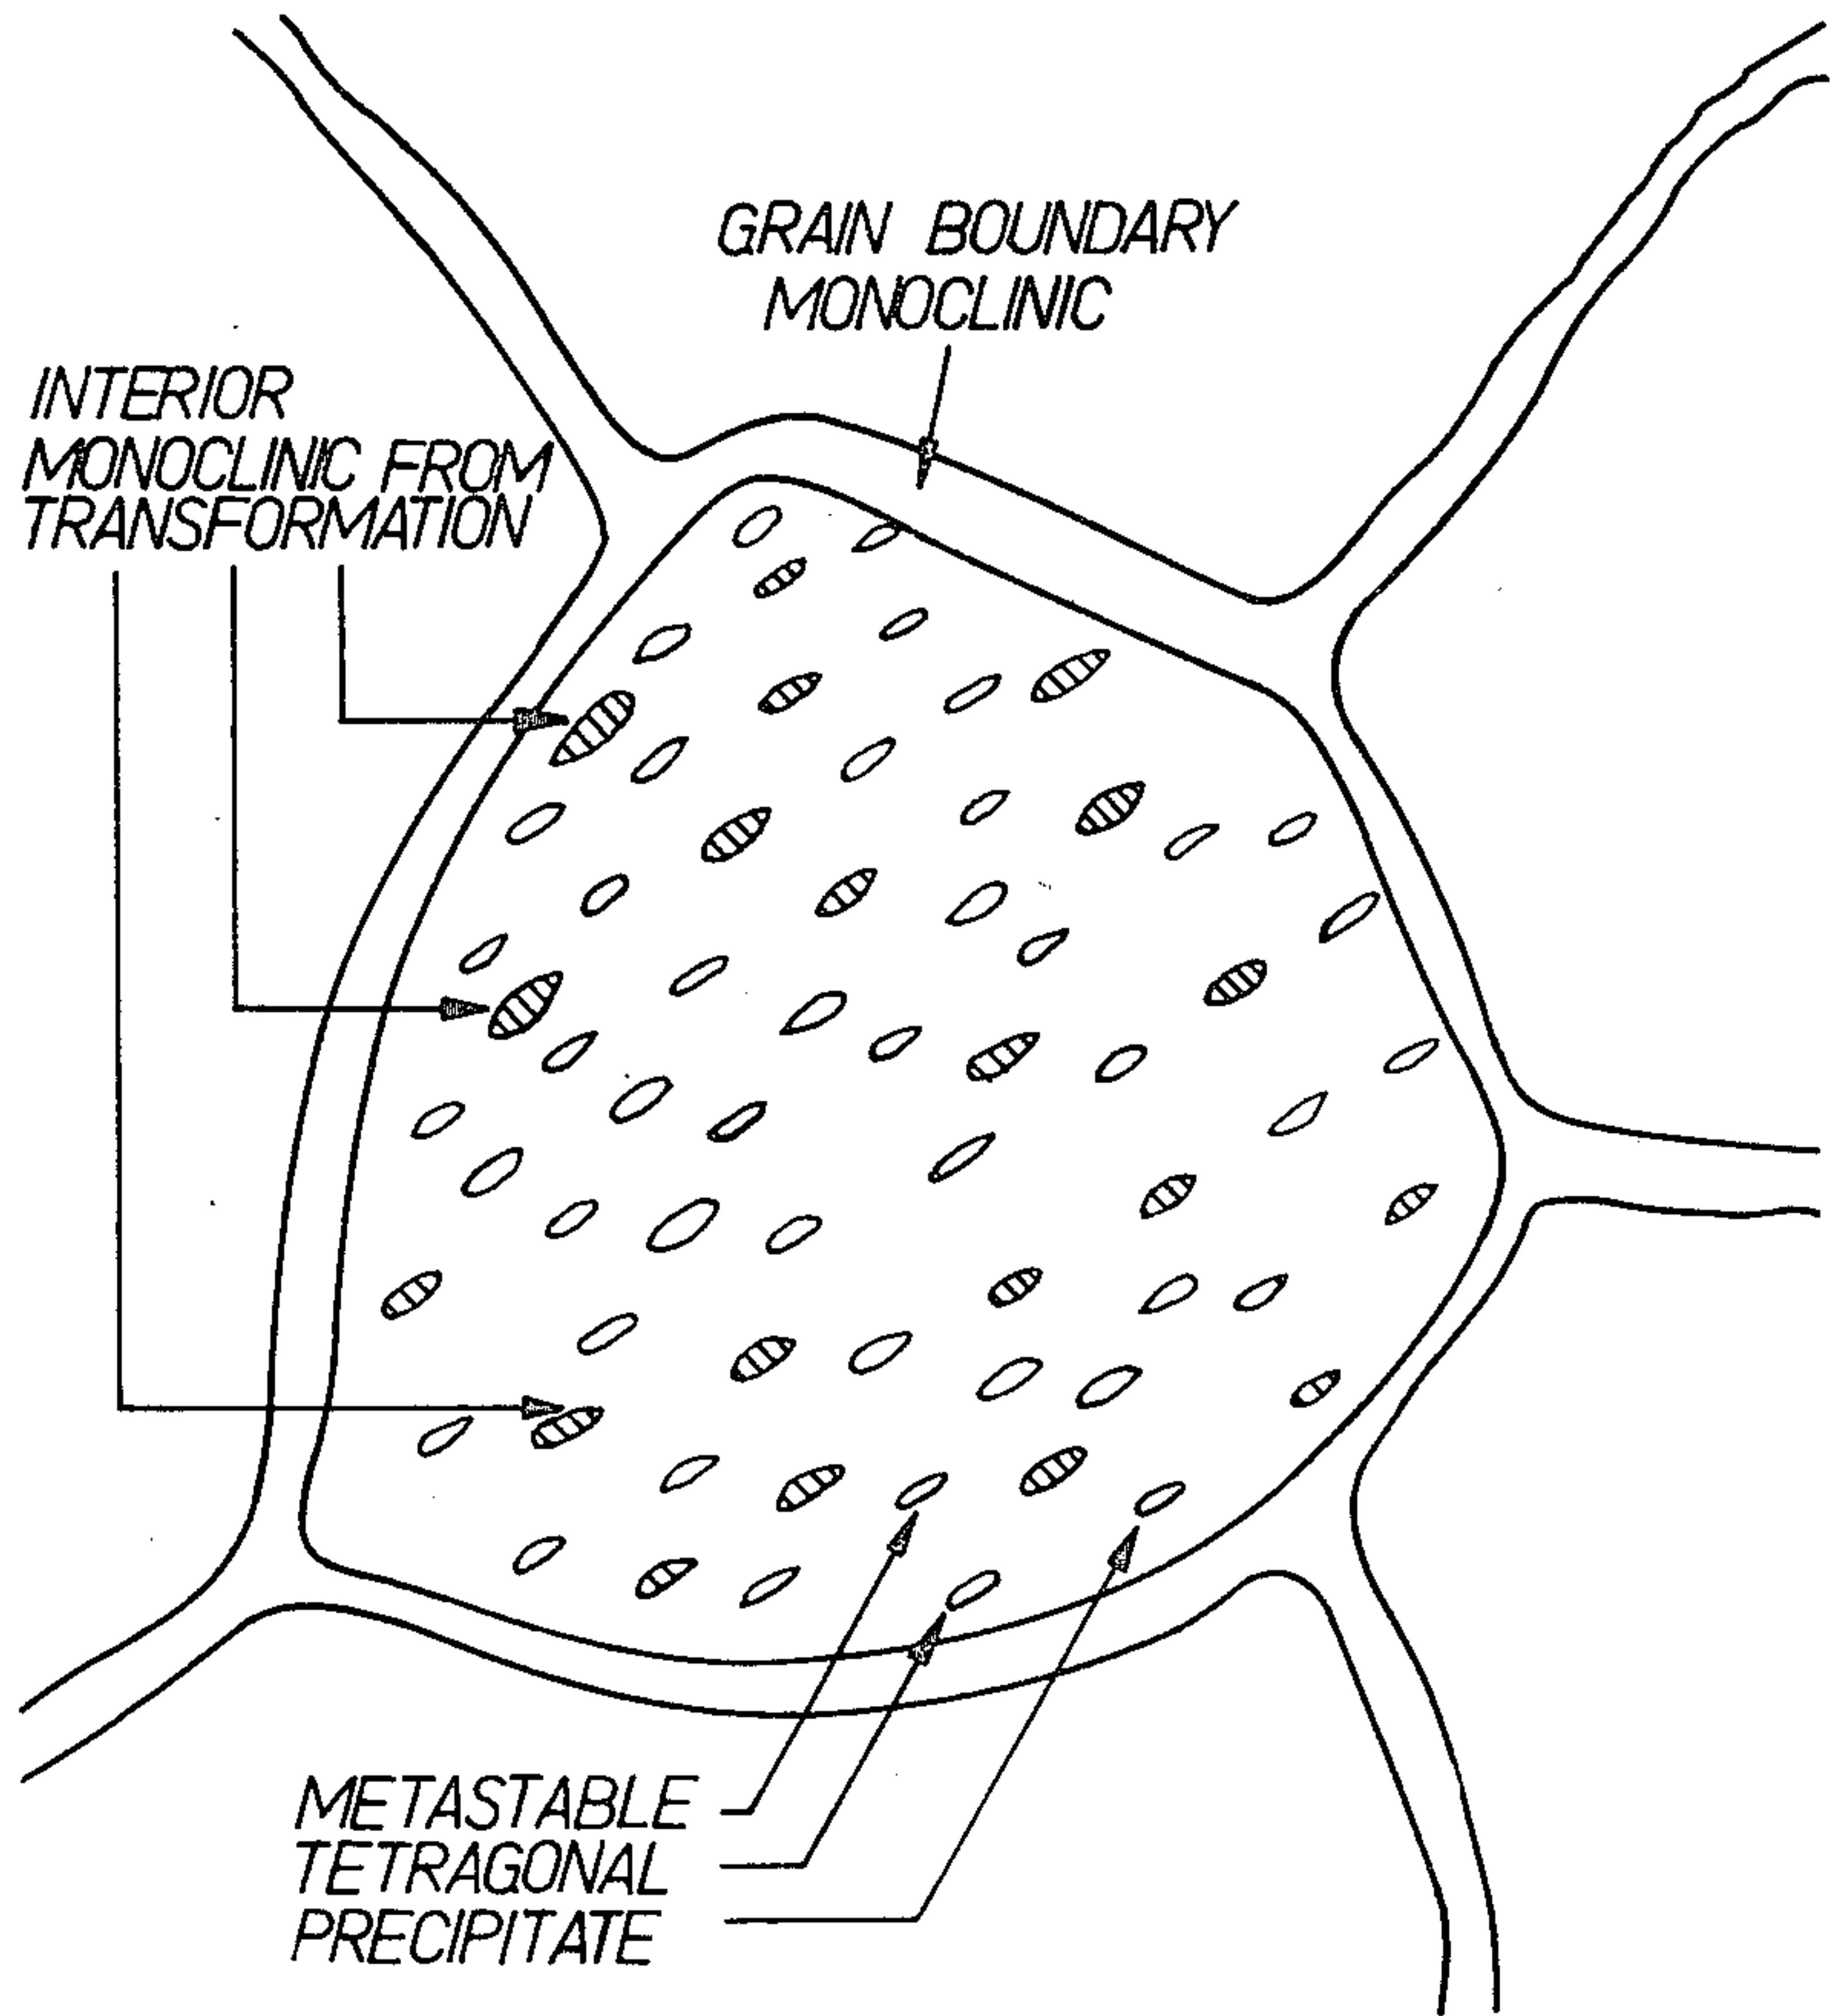 GRAIN BOUNDARY
MONOCLINIC
INTERIOR
MONOCLINIC FROM
TRANSFORMATION
METASTABLE
TETRAGONAL
PRECIPITATE